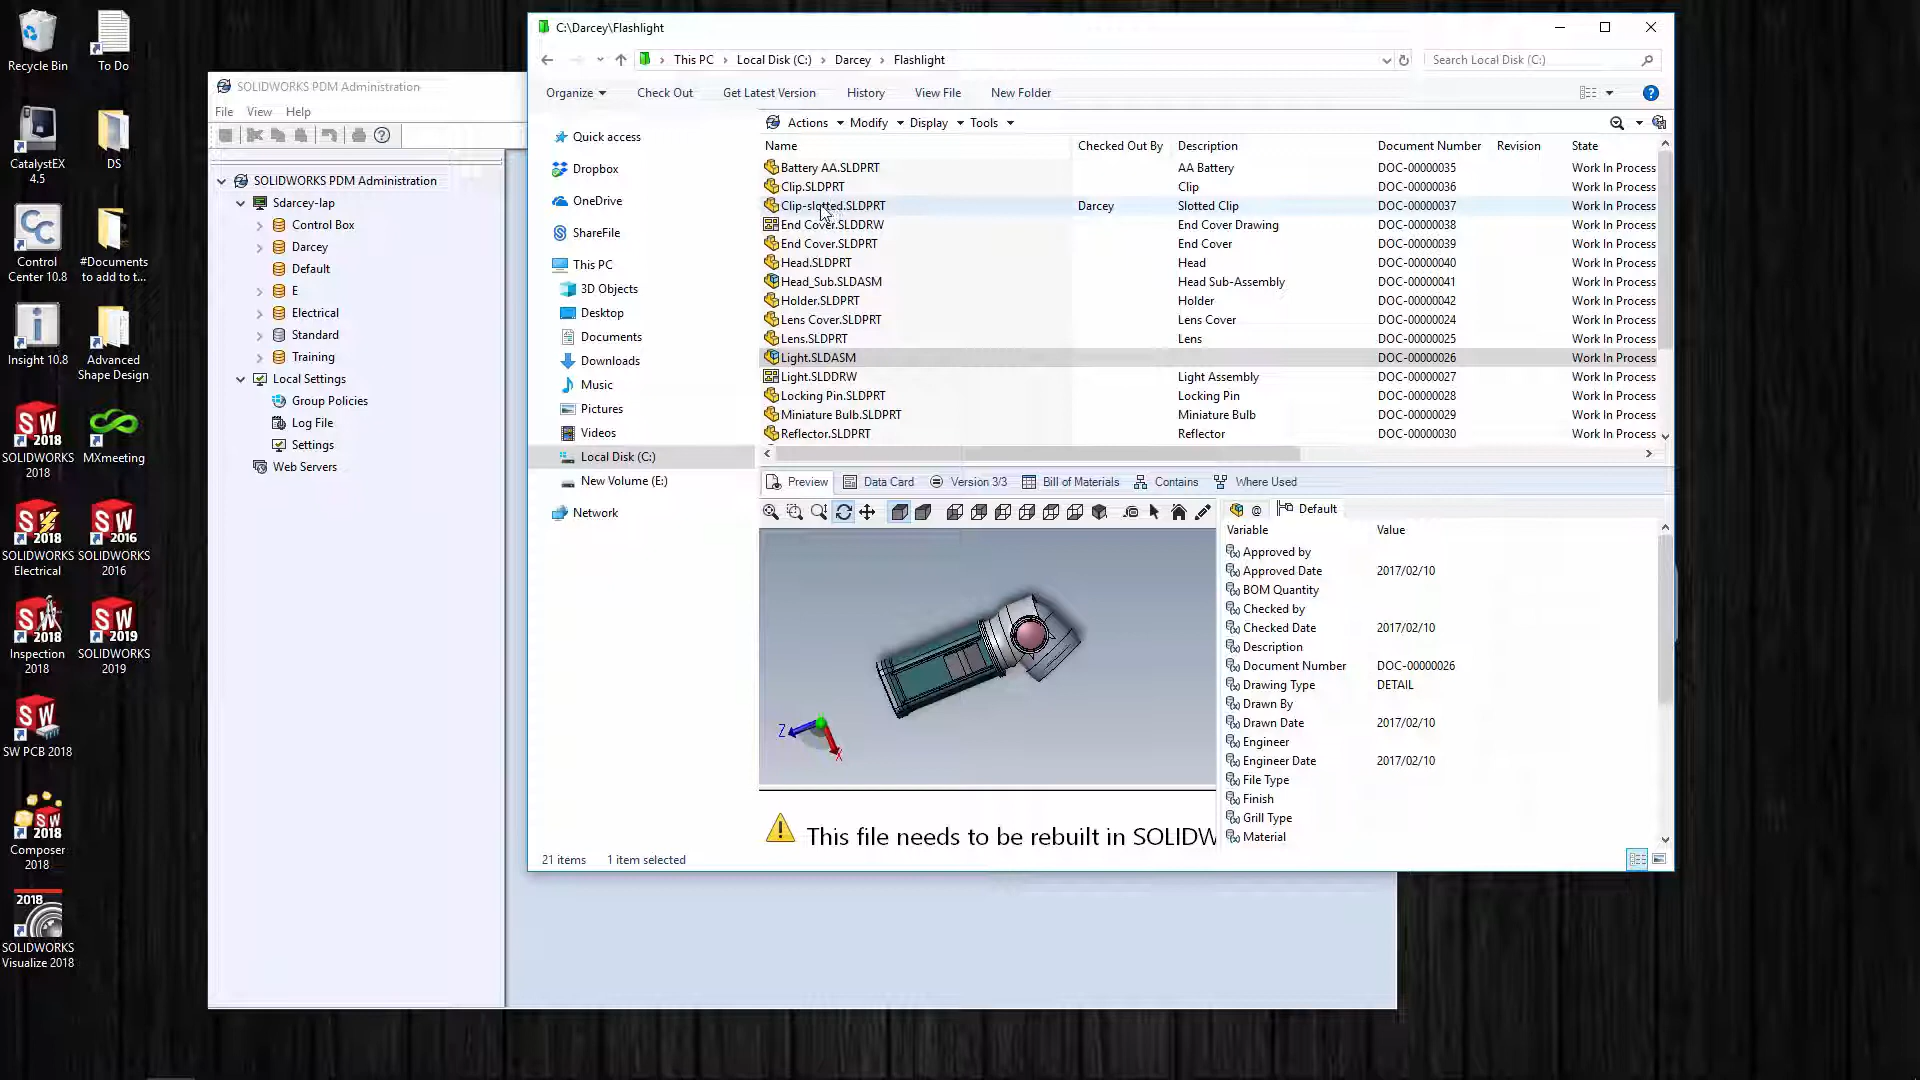 Recycle Bin
To Do
CatalystEX 4.5
DS
Control Center 10.8
#Documents to add to t...
Insight 10.8
Advanced Shape Design
SOLIDWORKS 2018
MXmeeting
SOLIDWORKS Electrical
SOLIDWORKS 2016
Inspection 2018
SOLIDWORKS 2019
SW PCB 2018
Composer 2018
SOLIDWORKS Visualize 2018
SOLIDWORKS PDM Administration
File View Help
SOLIDWORKS PDM Administration
Sdarcey-lap
Control Box
Darcey
Default
E
Electrical
Standard
Training
Local Settings
Group Policies
Log File
Settings
Web Servers
C:\Darcey\Flashlight
This PC › Local Disk (C:) › Darcey › Flashlight
Search Local Disk (C:)
Organize Check Out Get Latest Version History View File New Folder
Quick access
Dropbox
OneDrive
ShareFile
This PC
3D Objects
Desktop
Documents
Downloads
Music
Pictures
Videos
Local Disk (C:)
New Volume (E:)
Network
Actions Modify Display Tools
Name Checked Out By Description Document Number Revision State
Battery AA.SLDPRT AA Battery DOC-00000035 Work In Process
Clip.SLDPRT Clip DOC-00000036 Work In Process
Clip-slotted.SLDPRT Darcey Slotted Clip DOC-00000037 Work In Process
End Cover.SLDDRW End Cover Drawing DOC-00000038 Work In Process
End Cover.SLDPRT End Cover DOC-00000039 Work In Process
Head.SLDPRT Head DOC-00000040 Work In Process
Head_Sub.SLDASM Head Sub-Assembly DOC-00000041 Work In Process
Holder.SLDPRT Holder DOC-00000042 Work In Process
Lens Cover.SLDPRT Lens Cover DOC-00000024 Work In Process
Lens.SLDPRT Lens DOC-00000025 Work In Process
Light.SLDASM DOC-00000026 Work In Process
Light.SLDDRW Light Assembly DOC-00000027 Work In Process
Locking Pin.SLDPRT Locking Pin DOC-00000028 Work In Process
Miniature Bulb.SLDPRT Miniature Bulb DOC-00000029 Work In Process
Reflector.SLDPRT Reflector DOC-00000030 Work In Process
Preview Data Card Version 3/3 Bill of Materials Contains Where Used
@ Default
Variable Value
Approved by
Approved Date 2017/02/10
BOM Quantity
Checked by
Checked Date 2017/02/10
Description
Document Number DOC-00000026
Drawing Type DETAIL
Drawn By
Drawn Date 2017/02/10
Engineer
Engineer Date 2017/02/10
File Type
Finish
Grill Type
Material
Z
X
This file needs to be rebuilt in SOLIDW
21 items 1 item selected